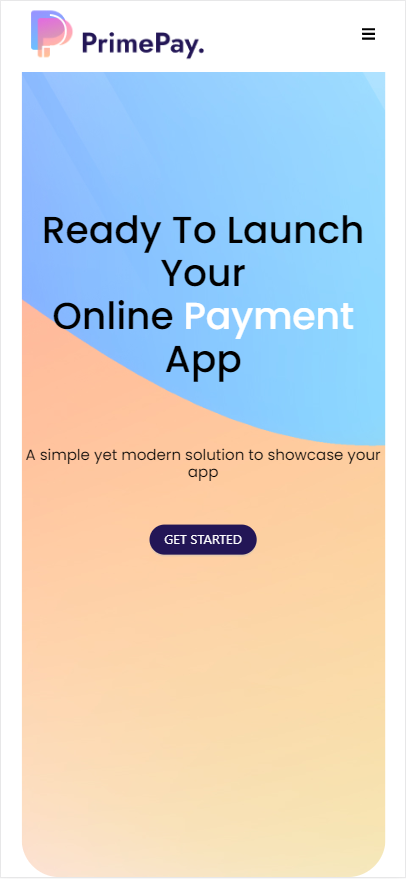 PrimePay.
Ready To Launch
Your
Online Payment
App
A simple yet modern solution to showcase your
app
GET STARTED